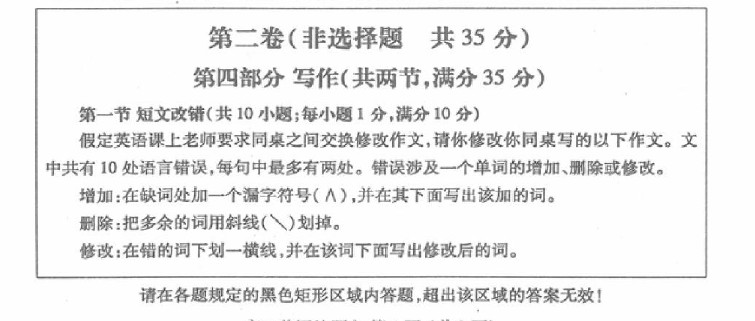 第二卷(非选择题 共35分)
第四部分 写作(共两节,满分35分)
第一节 短文改错(共10小题;每小题1分,满分10分)
假定英语课上老师要求同桌之间交换修改作文,请你修改你同桌写的以下作文。文
中共有10处语言错误,每句中最多有两处。错误涉及一个单词的增加、删除或修改。
增加:在缺词处加一个漏字符号(∧),并在其下面写出该加的词。
删除:把多余的词用斜线(\)划掉。
修改:在错的词下划一横线,并在该词下面写出修改后的词。
请在各题规定的黑色矩形区域内答题,超出该区域的答案无效!